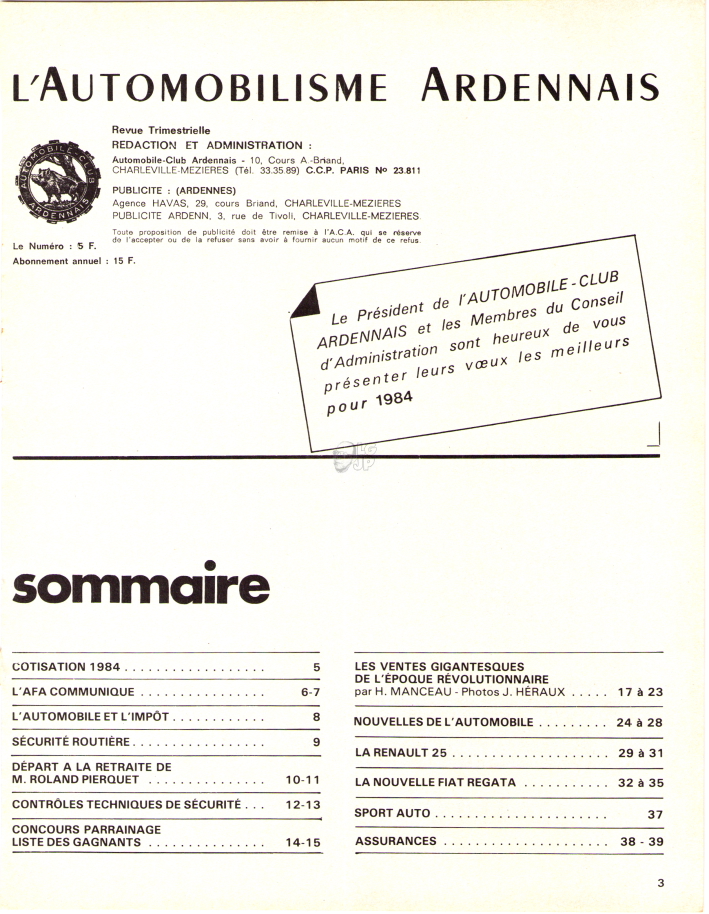 L'AUTOMOBILISME ARDENNAIS
Revue Trimestrielle
REDACTION ET ADMINISTRATION :
Automobile-Club Ardennais - 10, Cours A.-Briand,
CHARLEVILLE-MEZIERES (Tél. 33.35 89) C.C.P. PARIS No 23.811
AUTOMOBILE-CLUB
ARDENNAIS
PUBLICITE : (ARDENNES)
Agence HAVAS, 29, cours Briand, CHARLEVILLE-MEZIERES
PUBLICITE ARDENN, 3, rue de Tivoli, CHARLEVILLE-MEZIERES
Toute proposition de publicité doit être remise à l'A.C.A. qui se réserve
de l'accepter ou de la refuser sans avoir à fournir aucun motif de ce refus.
Le Numéro : 5 F.
Abonnement annuel : 15 F.
Le Président de l'AUTOMOBILE-CLUB
ARDENNAIS et les Membres du Conseil
d'Administration sont heureux de vous
présenter leurs vœux les meilleurs
pour 1984
sommaire
COTISATION 1984 . . . . . . . . . . . . . . . . . . 5
L'AFA COMMUNIQUE . . . . . . . . . . . . . . . . 6-7
L'AUTOMOBILE ET L'IMPÔT . . . . . . . . . . . . 8
SÉCURITÉ ROUTIÈRE . . . . . . . . . . . . . . . . . 9
DÉPART A LA RETRAITE DE
M. ROLAND PIERQUET . . . . . . . . . . . . . . . 10-11
CONTRÔLES TECHNIQUES DE SÉCURITÉ . . . 12-13
CONCOURS PARRAINAGE
LISTE DES GAGNANTS . . . . . . . . . . . . . . . 14-15
LES VENTES GIGANTESQUES
DE L'ÉPOQUE RÉVOLUTIONNAIRE
par H. MANCEAU - Photos J. HÉRAUX . . . . . 17 à 23
NOUVELLES DE L'AUTOMOBILE . . . . . . . . . 24 à 28
LA RENAULT 25 . . . . . . . . . . . . . . . . . . . . 29 à 31
LA NOUVELLE FIAT REGATA . . . . . . . . . . . 32 à 35
SPORT AUTO . . . . . . . . . . . . . . . . . . . . . . 37
ASSURANCES . . . . . . . . . . . . . . . . . . . . . 38 - 39
3